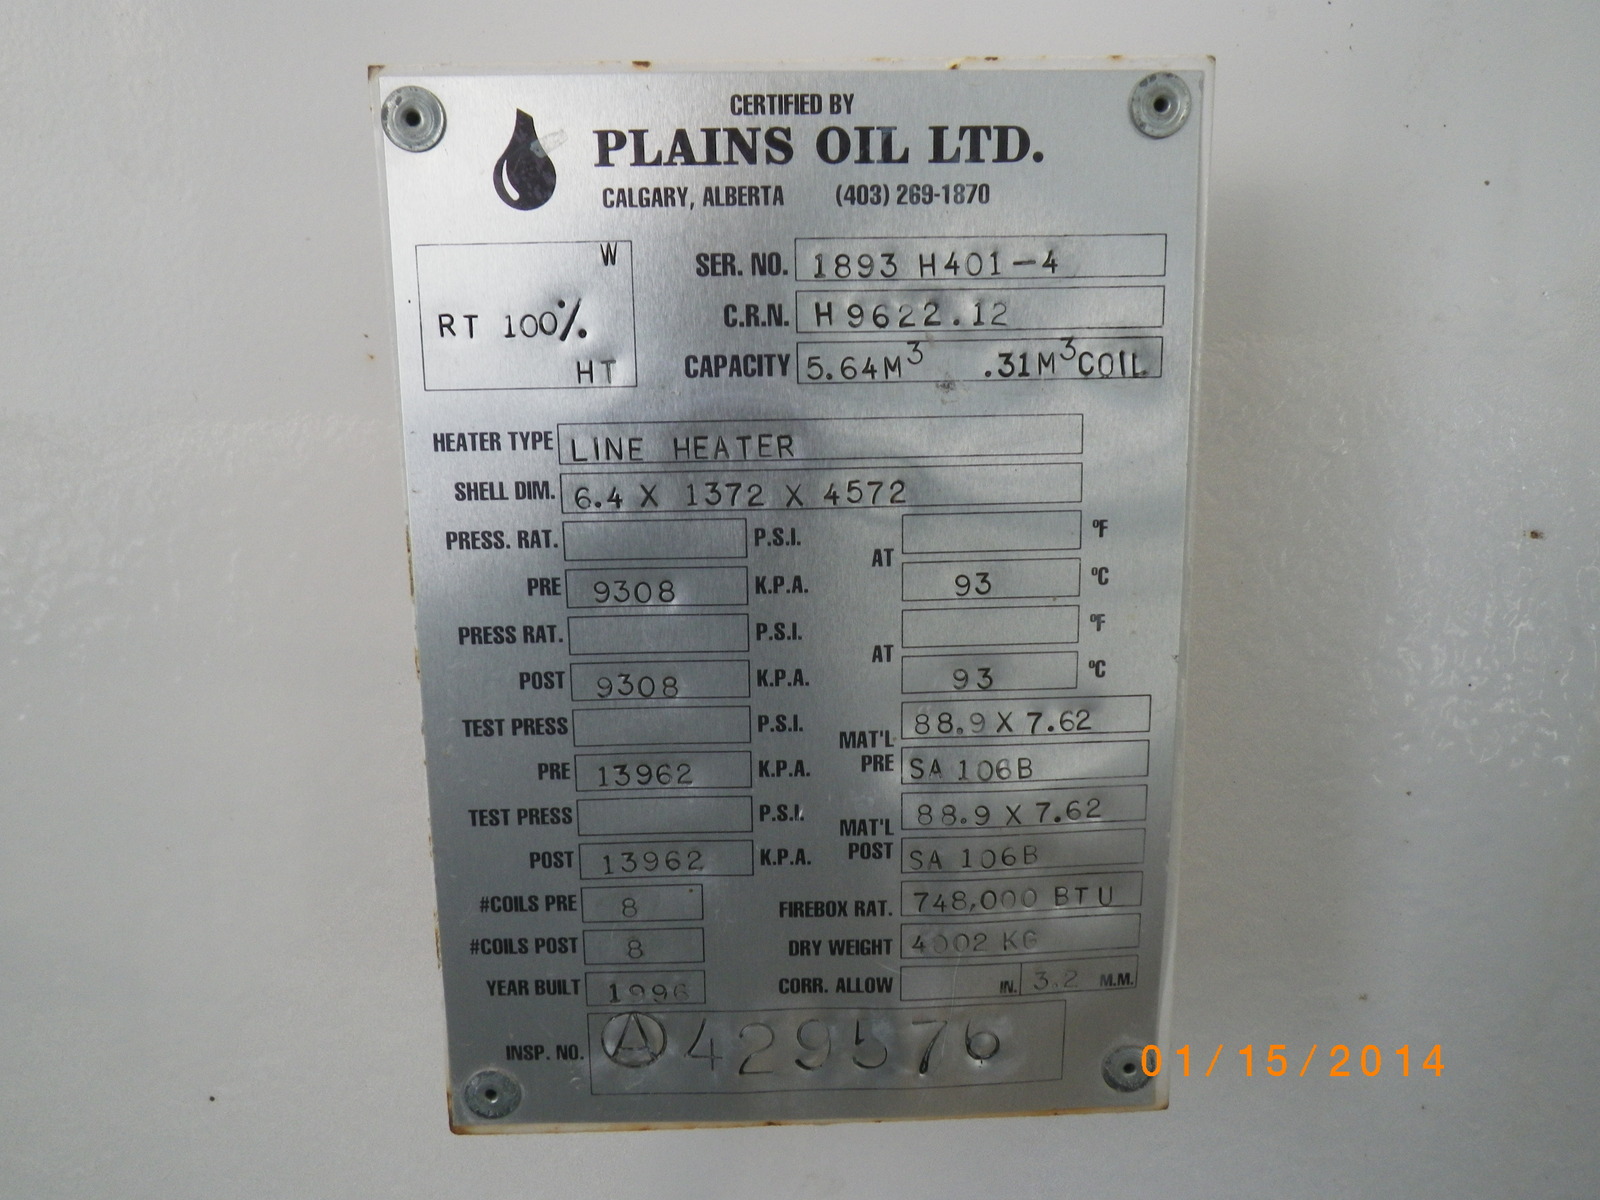 CERTIFIED BY
PLAINS OIL LTD.
CALGARY, ALBERTA (403) 269-1870
W
RT 100%
HT
SER. NO. 1893 H401-4
C.R.N. H 9622.12
CAPACITY 5.64M³ .31M³COIL
HEATER TYPE LINE HEATER
SHELL DIM. 6.4 X 1372 X 4572
PRESS. RAT. P.S.I. AT °F
PRE 9308 K.P.A. 93 °C
PRESS RAT. P.S.I. AT °F
POST 9308 K.P.A. 93 °C
TEST PRESS P.S.I. MAT'L 88.9 X 7.62
PRE 13962 K.P.A. PRE SA 106B
TEST PRESS P.S.I. MAT'L 88.9 X 7.62
POST 13962 K.P.A. POST SA 106B
#COILS PRE 8 FIREBOX RAT. 748,000 BTU
#COILS POST 8 DRY WEIGHT 4002 KG
YEAR BUILT 1996 CORR. ALLOW IN. 3.2 M.M.
INSP. NO. Ⓐ 429576
01/15/2014